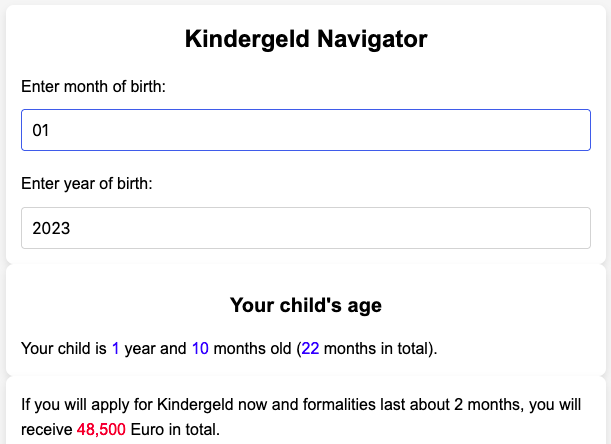 Kindergeld Navigator
Enter month of birth:
01
Enter year of birth:
2023
Your child's age
Your child is 1 year and 10 months old (22 months in total).
If you will apply for Kindergeld now and formalities last about 2 months, you will
receive 48,500 Euro in total.